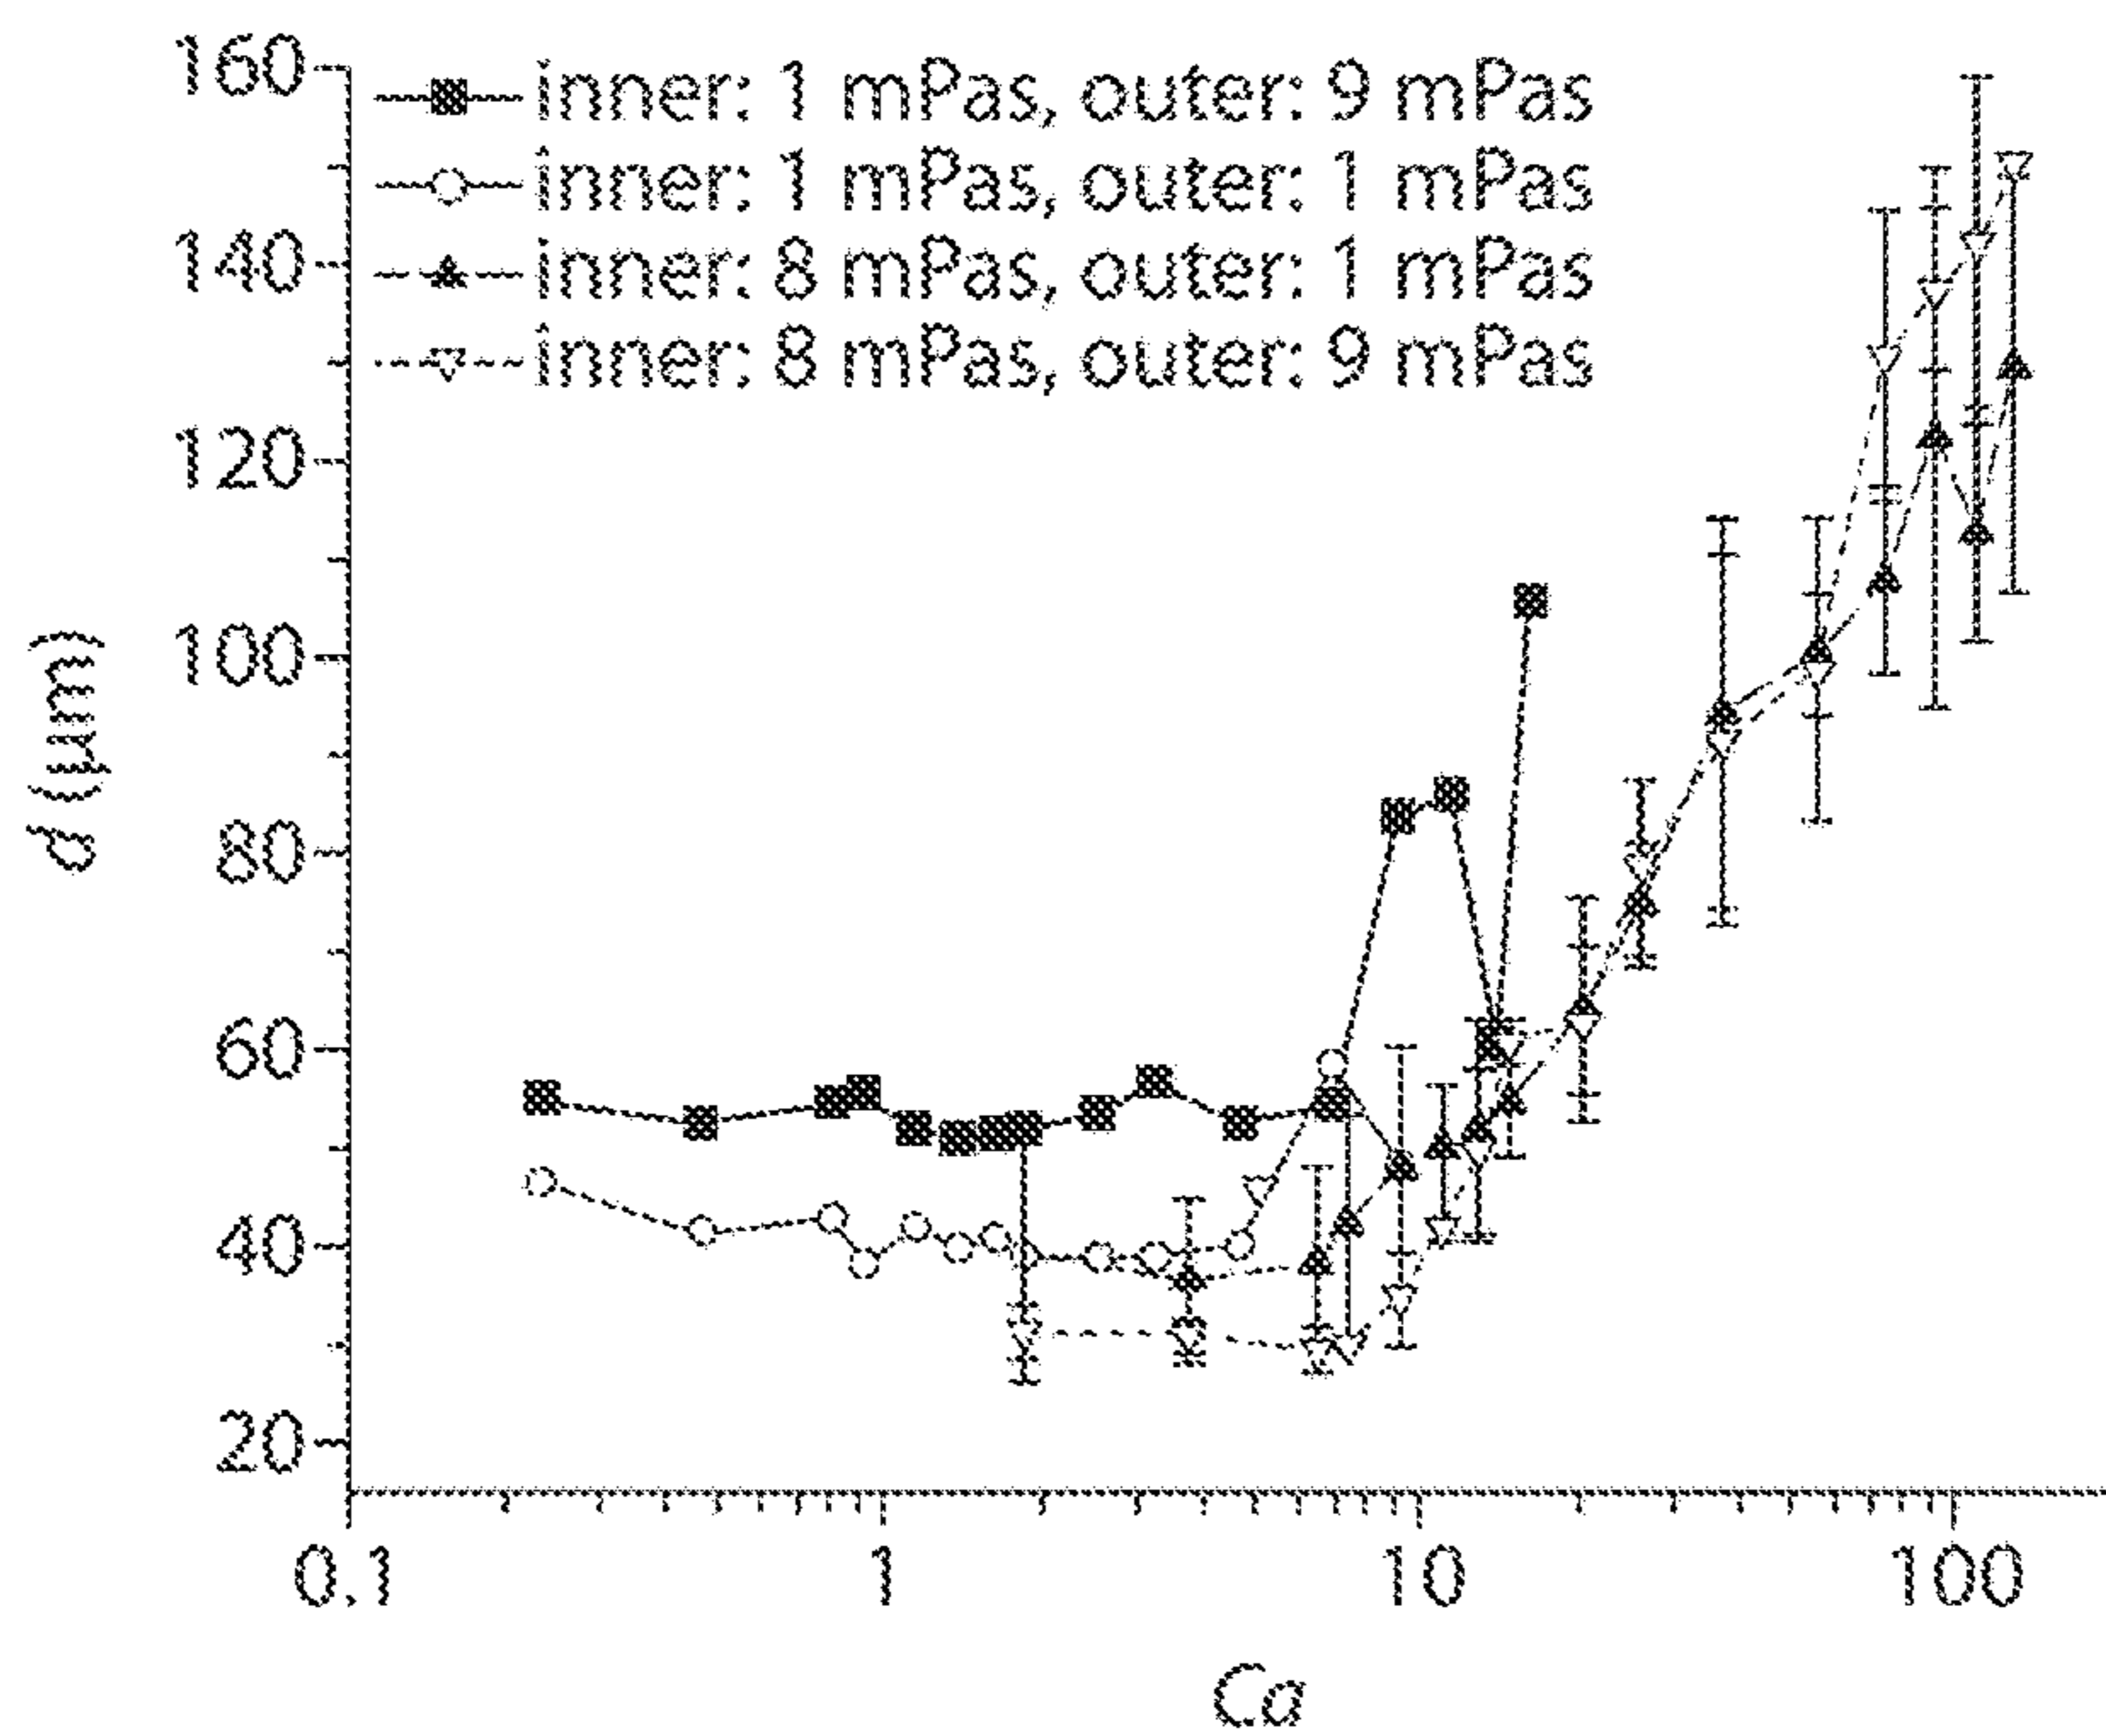 160
140
120
100
80
60
40
20
d (μm)
inner: 1 mPas, outer: 9 mPas
inner: 1 mPas, outer: 1 mPas
inner: 8 mPas, outer: 1 mPas
inner: 8 mPas, outer: 9 mPas
0.1 1 10 100
Ca